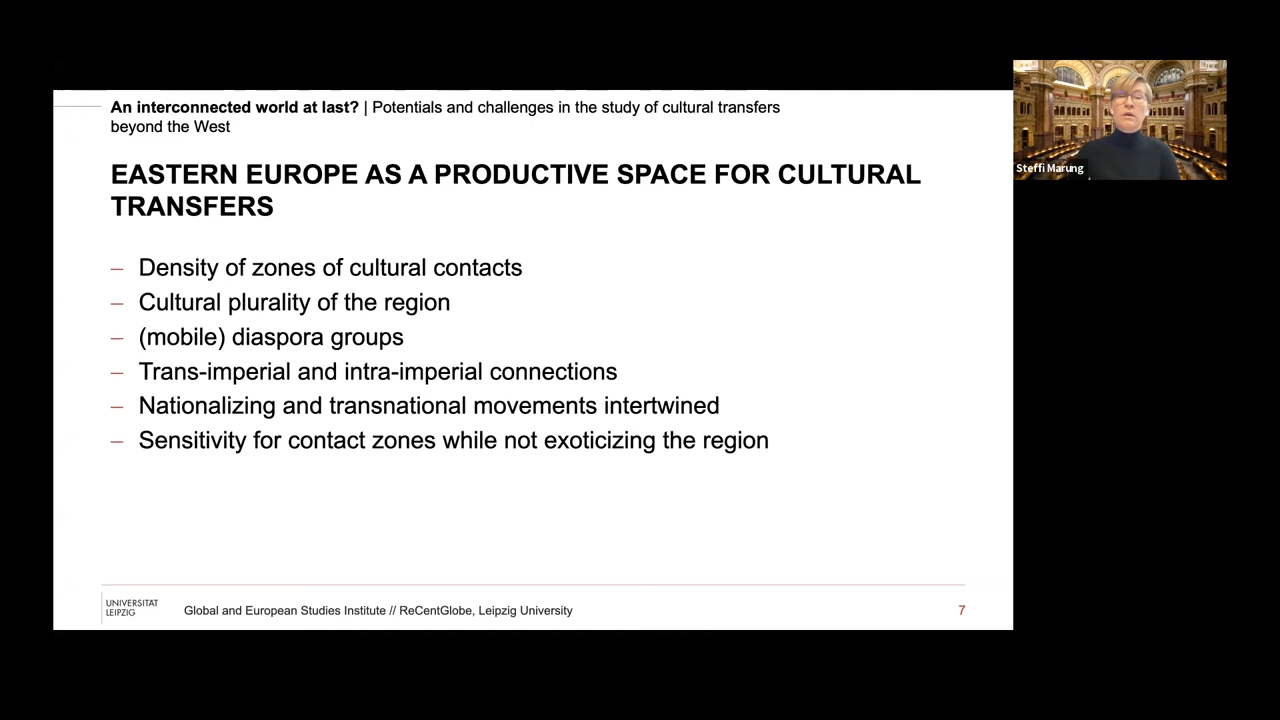 An interconnected world at last? | Potentials and challenges in the study of cultural transfers
beyond the West
EASTERN EUROPE AS A PRODUCTIVE SPACE FOR CULTURAL
TRANSFERS
– Density of zones of cultural contacts
– Cultural plurality of the region
– (mobile) diaspora groups
– Trans-imperial and intra-imperial connections
– Nationalizing and transnational movements intertwined
– Sensitivity for contact zones while not exoticizing the region
UNIVERSITÄT
LEIPZIG
Global and European Studies Institute // ReCentGlobe, Leipzig University
7
Steffi Marung